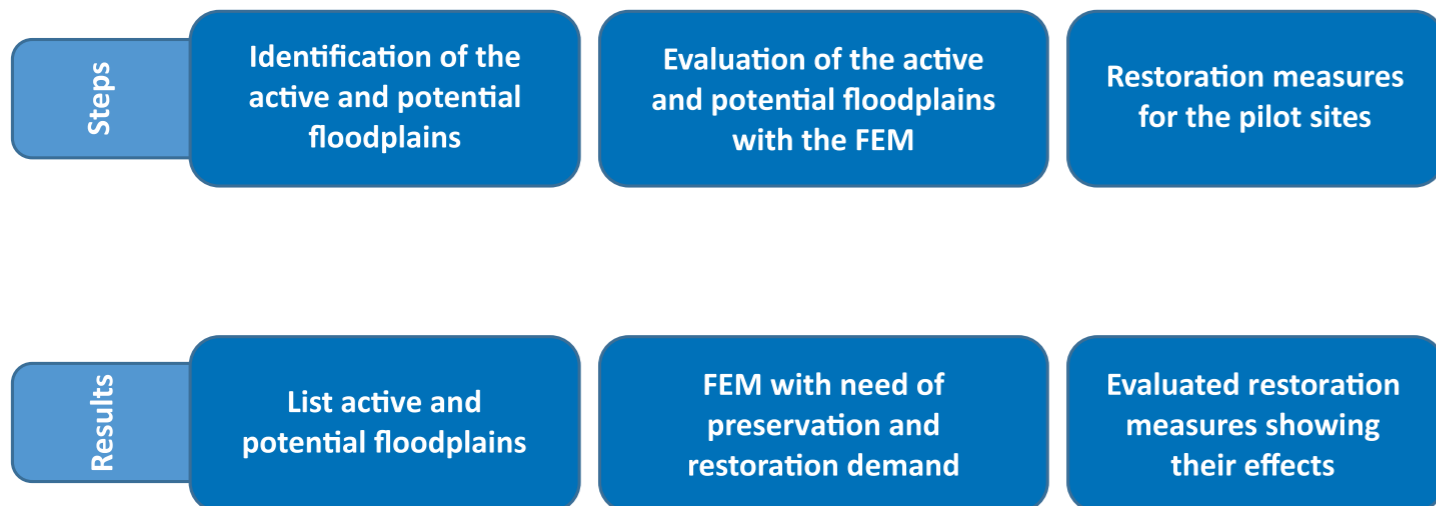 Steps
Identification of the
active and potential
floodplains
Evaluation of the active
and potential floodplains
with the FEM
Restoration measures
for the pilot sites
Results
List active and
potential floodplains
FEM with need of
preservation and
restoration demand
Evaluated restoration
measures showing
their effects